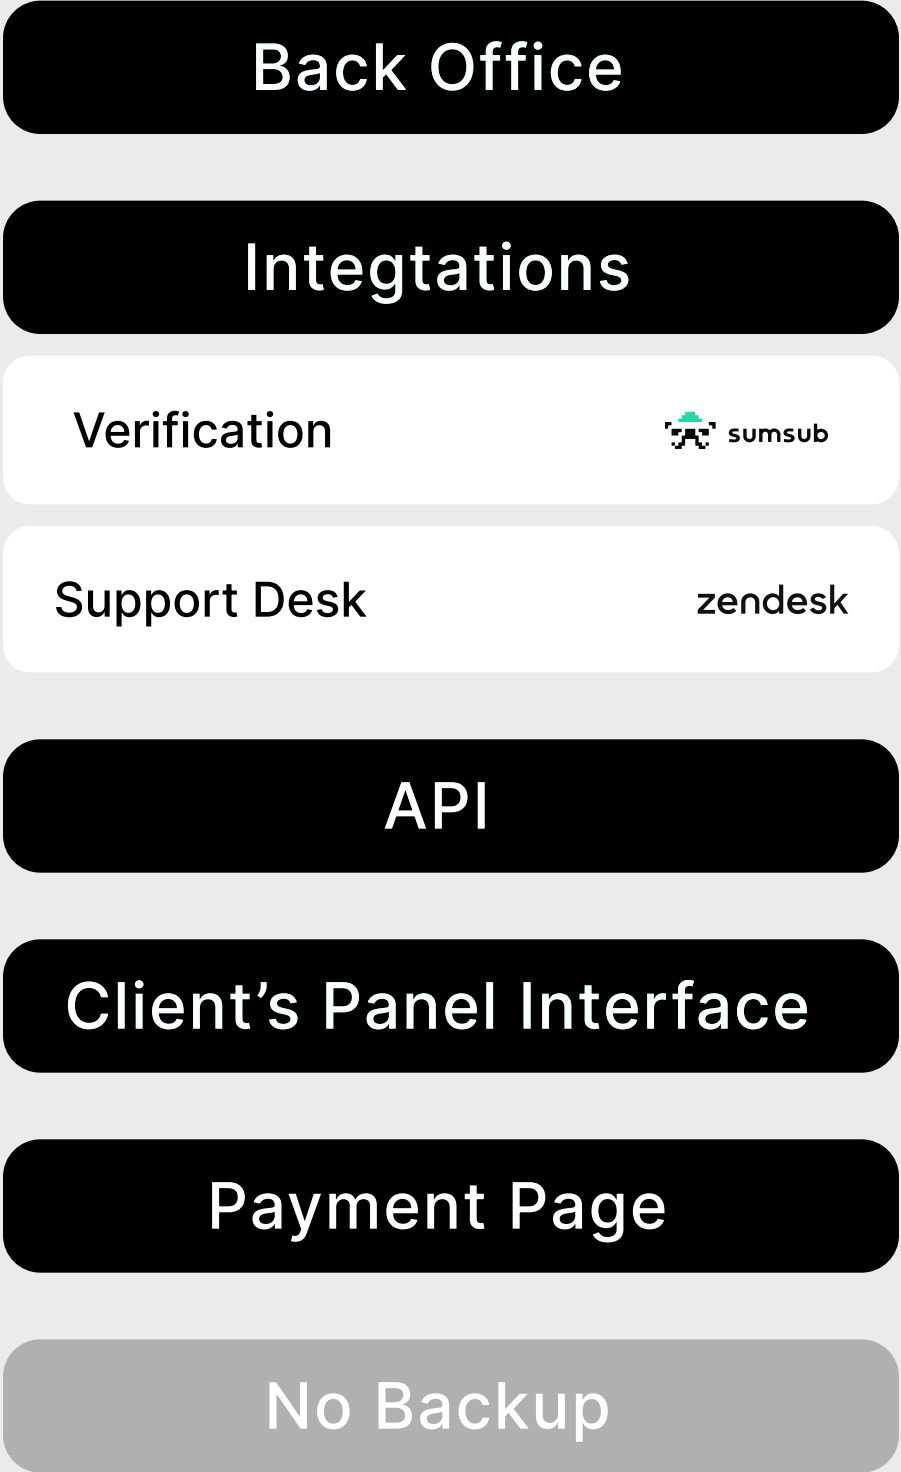 Back Office
Integtations
Verification sumsub
Support Desk zendesk
API
Client’s Panel Interface
Payment Page
No Backup